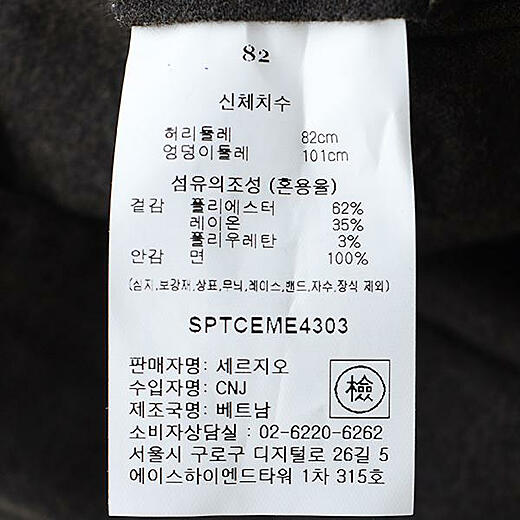 82
신체치수
허리둘레 82cm
엉덩이둘레 101cm
섬유의조성 (혼용율)
겉감 폴리에스터 62%
레이온 35%
폴리우레탄 3%
안감 면 100%
(심지,보강재,상표,무늬,레이스,밴드,자수,장식 제외)
SPTCEME4303
판매자명: 세르지오
수입자명: CNJ
제조국명: 베트남
檢
소비자상담실 : 02-6220-6262
서울시 구로구 디지털로 26길 5
에이스하이엔드타워 1차 315호